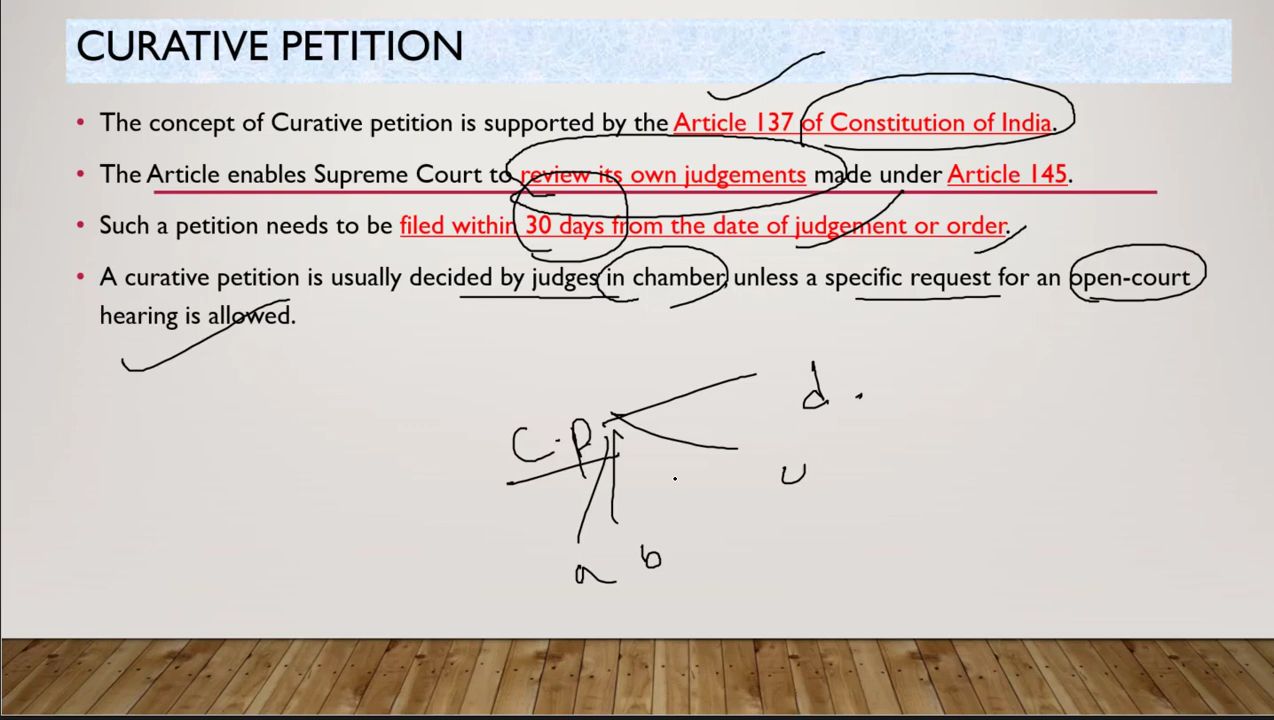 CURATIVE PETITION
• The concept of Curative petition is supported by the Article 137 of Constitution of India.
• The Article enables Supreme Court to review its own judgements made under Article 145.
• Such a petition needs to be filed within 30 days from the date of judgement or order.
• A curative petition is usually decided by judges in chamber, unless a specific request for an open-court
hearing is allowed.
d.
C.P.
u
a b